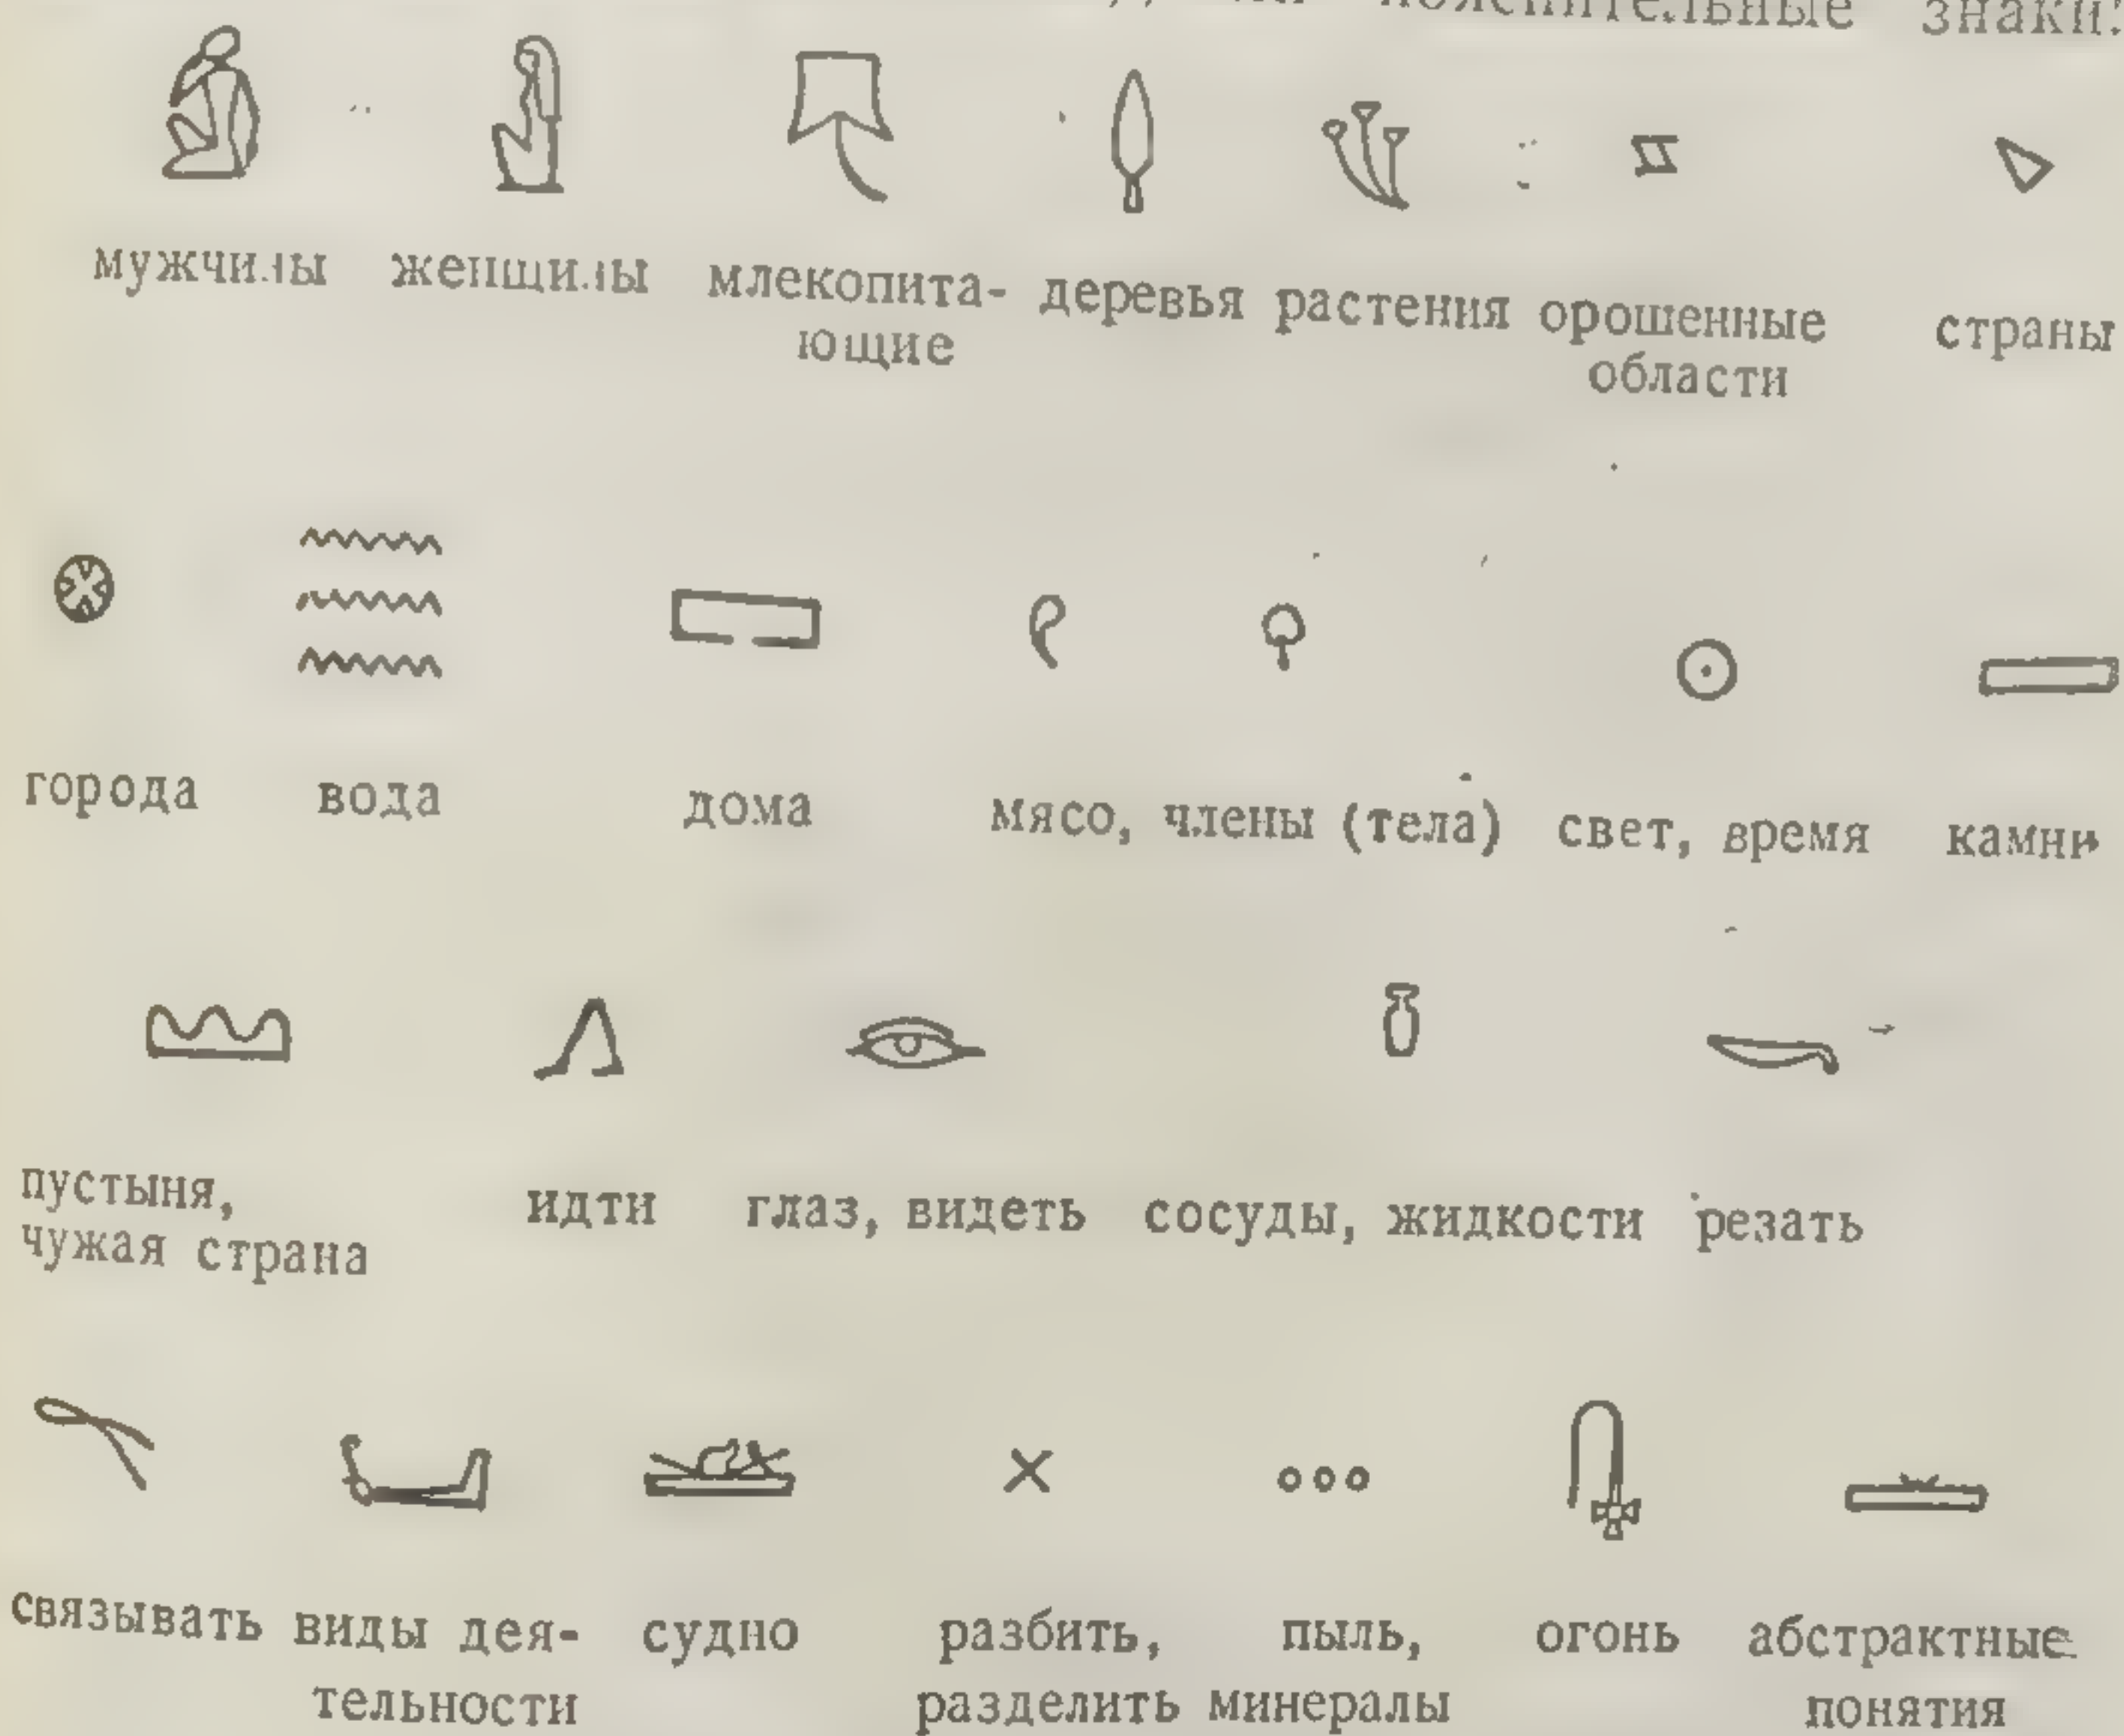 пояснительные знаки:
мужчины женщины млекопита- деревья растения орошенные страны
ющие области
города вода дома мясо, члены (тела) свет, время камни
пустыня, идти глаз, видеть сосуды, жидкости резать
чужая страна
связывать виды дея- судно разбить, пыль, огонь абстрактные
тельности разделить минералы понятия